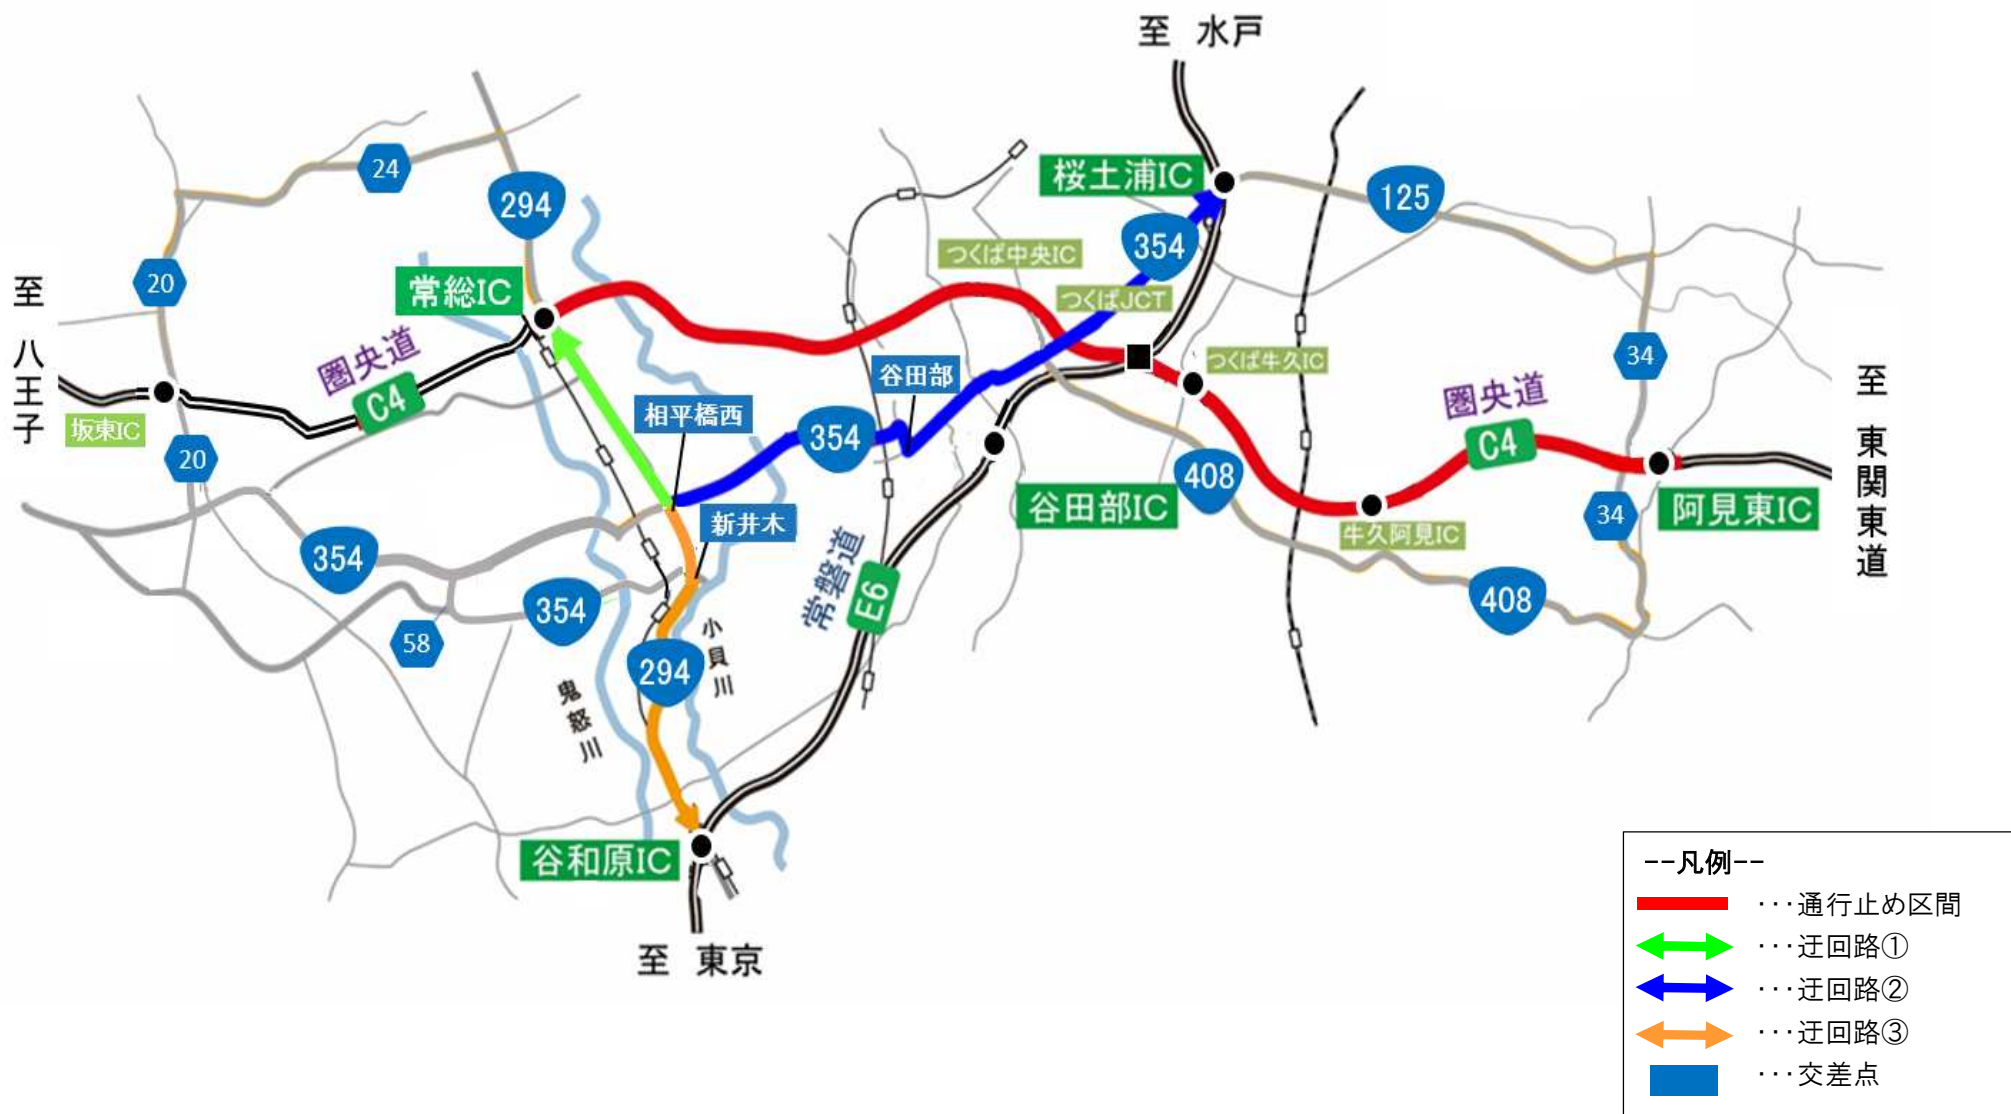 至 水戸
24
294
桜土浦IC
125
354
つくば中央IC
20
常総IC
つくばJCT
至 八王子
圏央道
C4
谷田部
つくば牛久IC
34
至 東関東道
圏央道
C4
坂東IC
相平橋西
354
20
408
谷田部IC
阿見東IC
34
新井木
牛久阿見IC
354
常磐道
E6
354
408
58
小貝川
294
鬼怒川
谷和原IC
至 東京
--凡例--
･･･通行止め区間
･･･迂回路①
･･･迂回路②
･･･迂回路③
･･･交差点